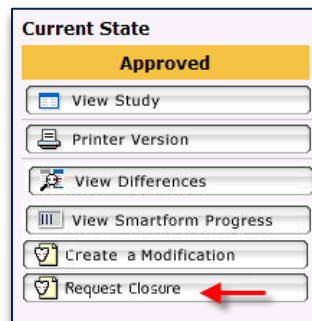 Current State
Approved
View Study
Printer Version
View Differences
View Smartform Progress
Create a Modification
Request Closure